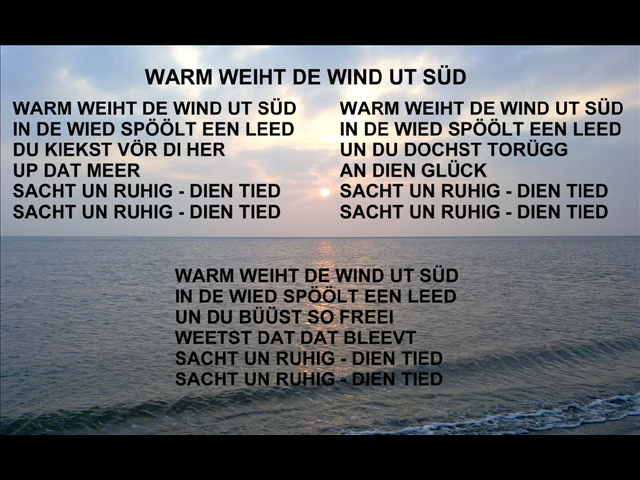 WARM WEIHT DE WIND UT SÜD
WARM WEIHT DE WIND UT SÜD
IN DE WIED SPÖÖLT EEN LEED
DU KIEKST VÖR DI HER
UP DAT MEER
SACHT UN RUHIG - DIEN TIED
SACHT UN RUHIG - DIEN TIED
WARM WEIHT DE WIND UT SÜD
IN DE WIED SPÖÖLT EEN LEED
UN DU DOCHST TORÜGG
AN DIEN GLÜCK
SACHT UN RUHIG - DIEN TIED
SACHT UN RUHIG - DIEN TIED
WARM WEIHT DE WIND UT SÜD
IN DE WIED SPÖÖLT EEN LEED
UN DU BÜÜST SO FREEI
WEETST DAT DAT BLEEVT
SACHT UN RUHIG - DIEN TIED
SACHT UN RUHIG - DIEN TIED